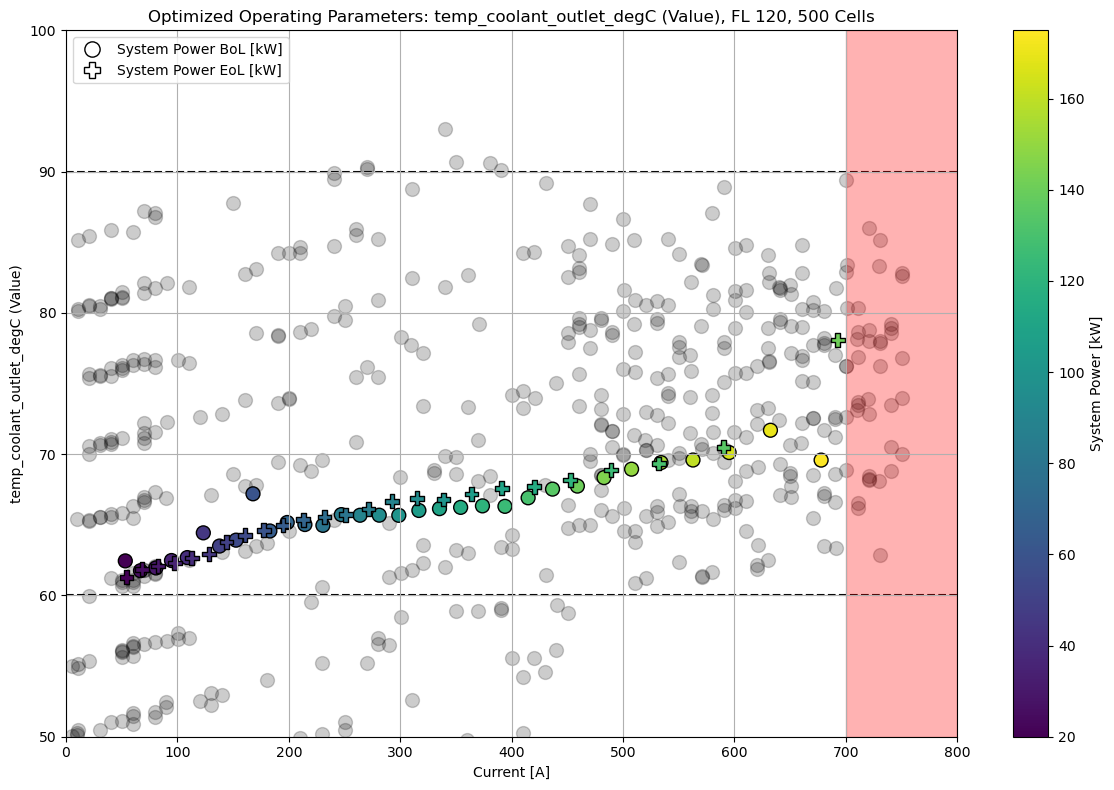 Optimized Operating Parameters: temp_coolant_outlet_degC (Value), FL 120, 500 Cells
System Power BoL [kW]
System Power EoL [kW]
temp_coolant_outlet_degC (Value)
100
90
80
70
60
50
0 100 200 300 400 500 600 700 800
Current [A]
160
140
120
100
80
60
40
20
System Power [kW]